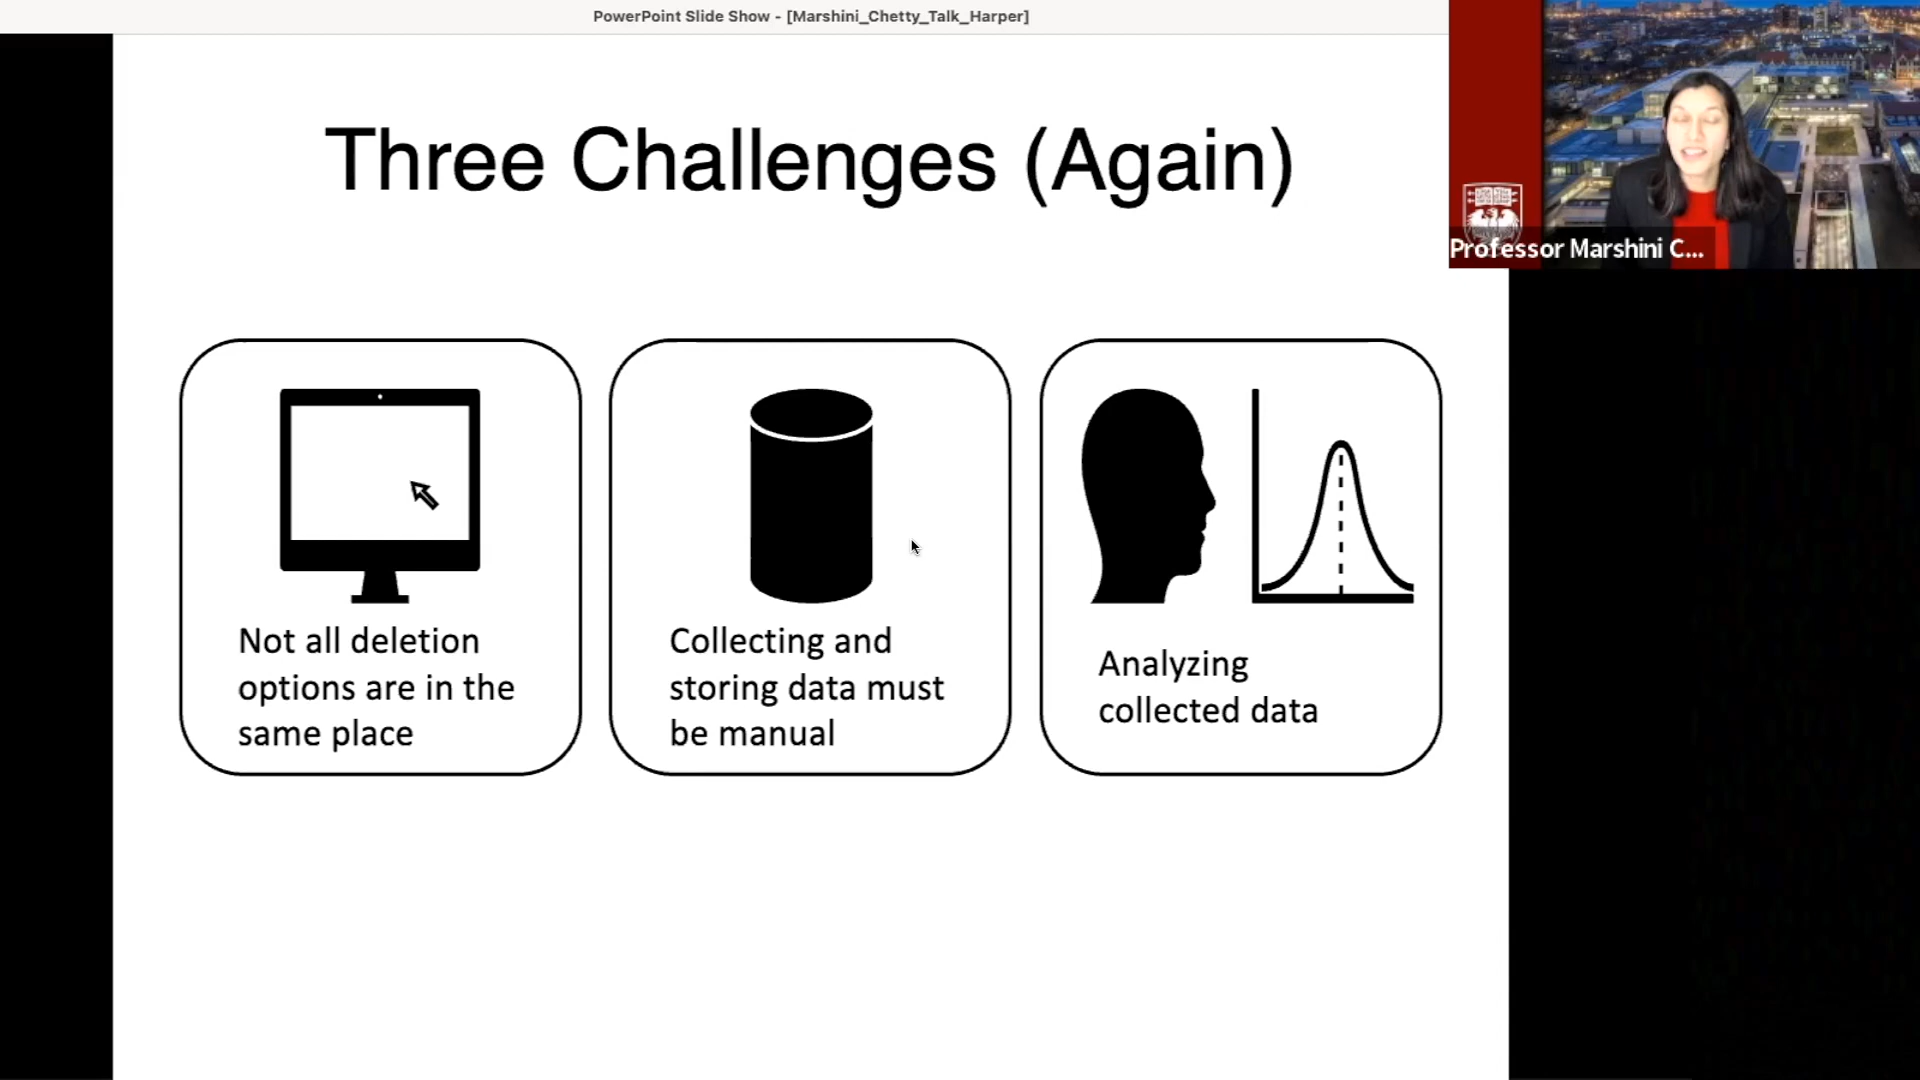 PowerPoint Slide Show - [Marshini_Chetty_Talk_Harper]
Three Challenges (Again)
Professor Marshini C...
Not all deletion
options are in the
same place
Collecting and
storing data must
be manual
Analyzing
collected data